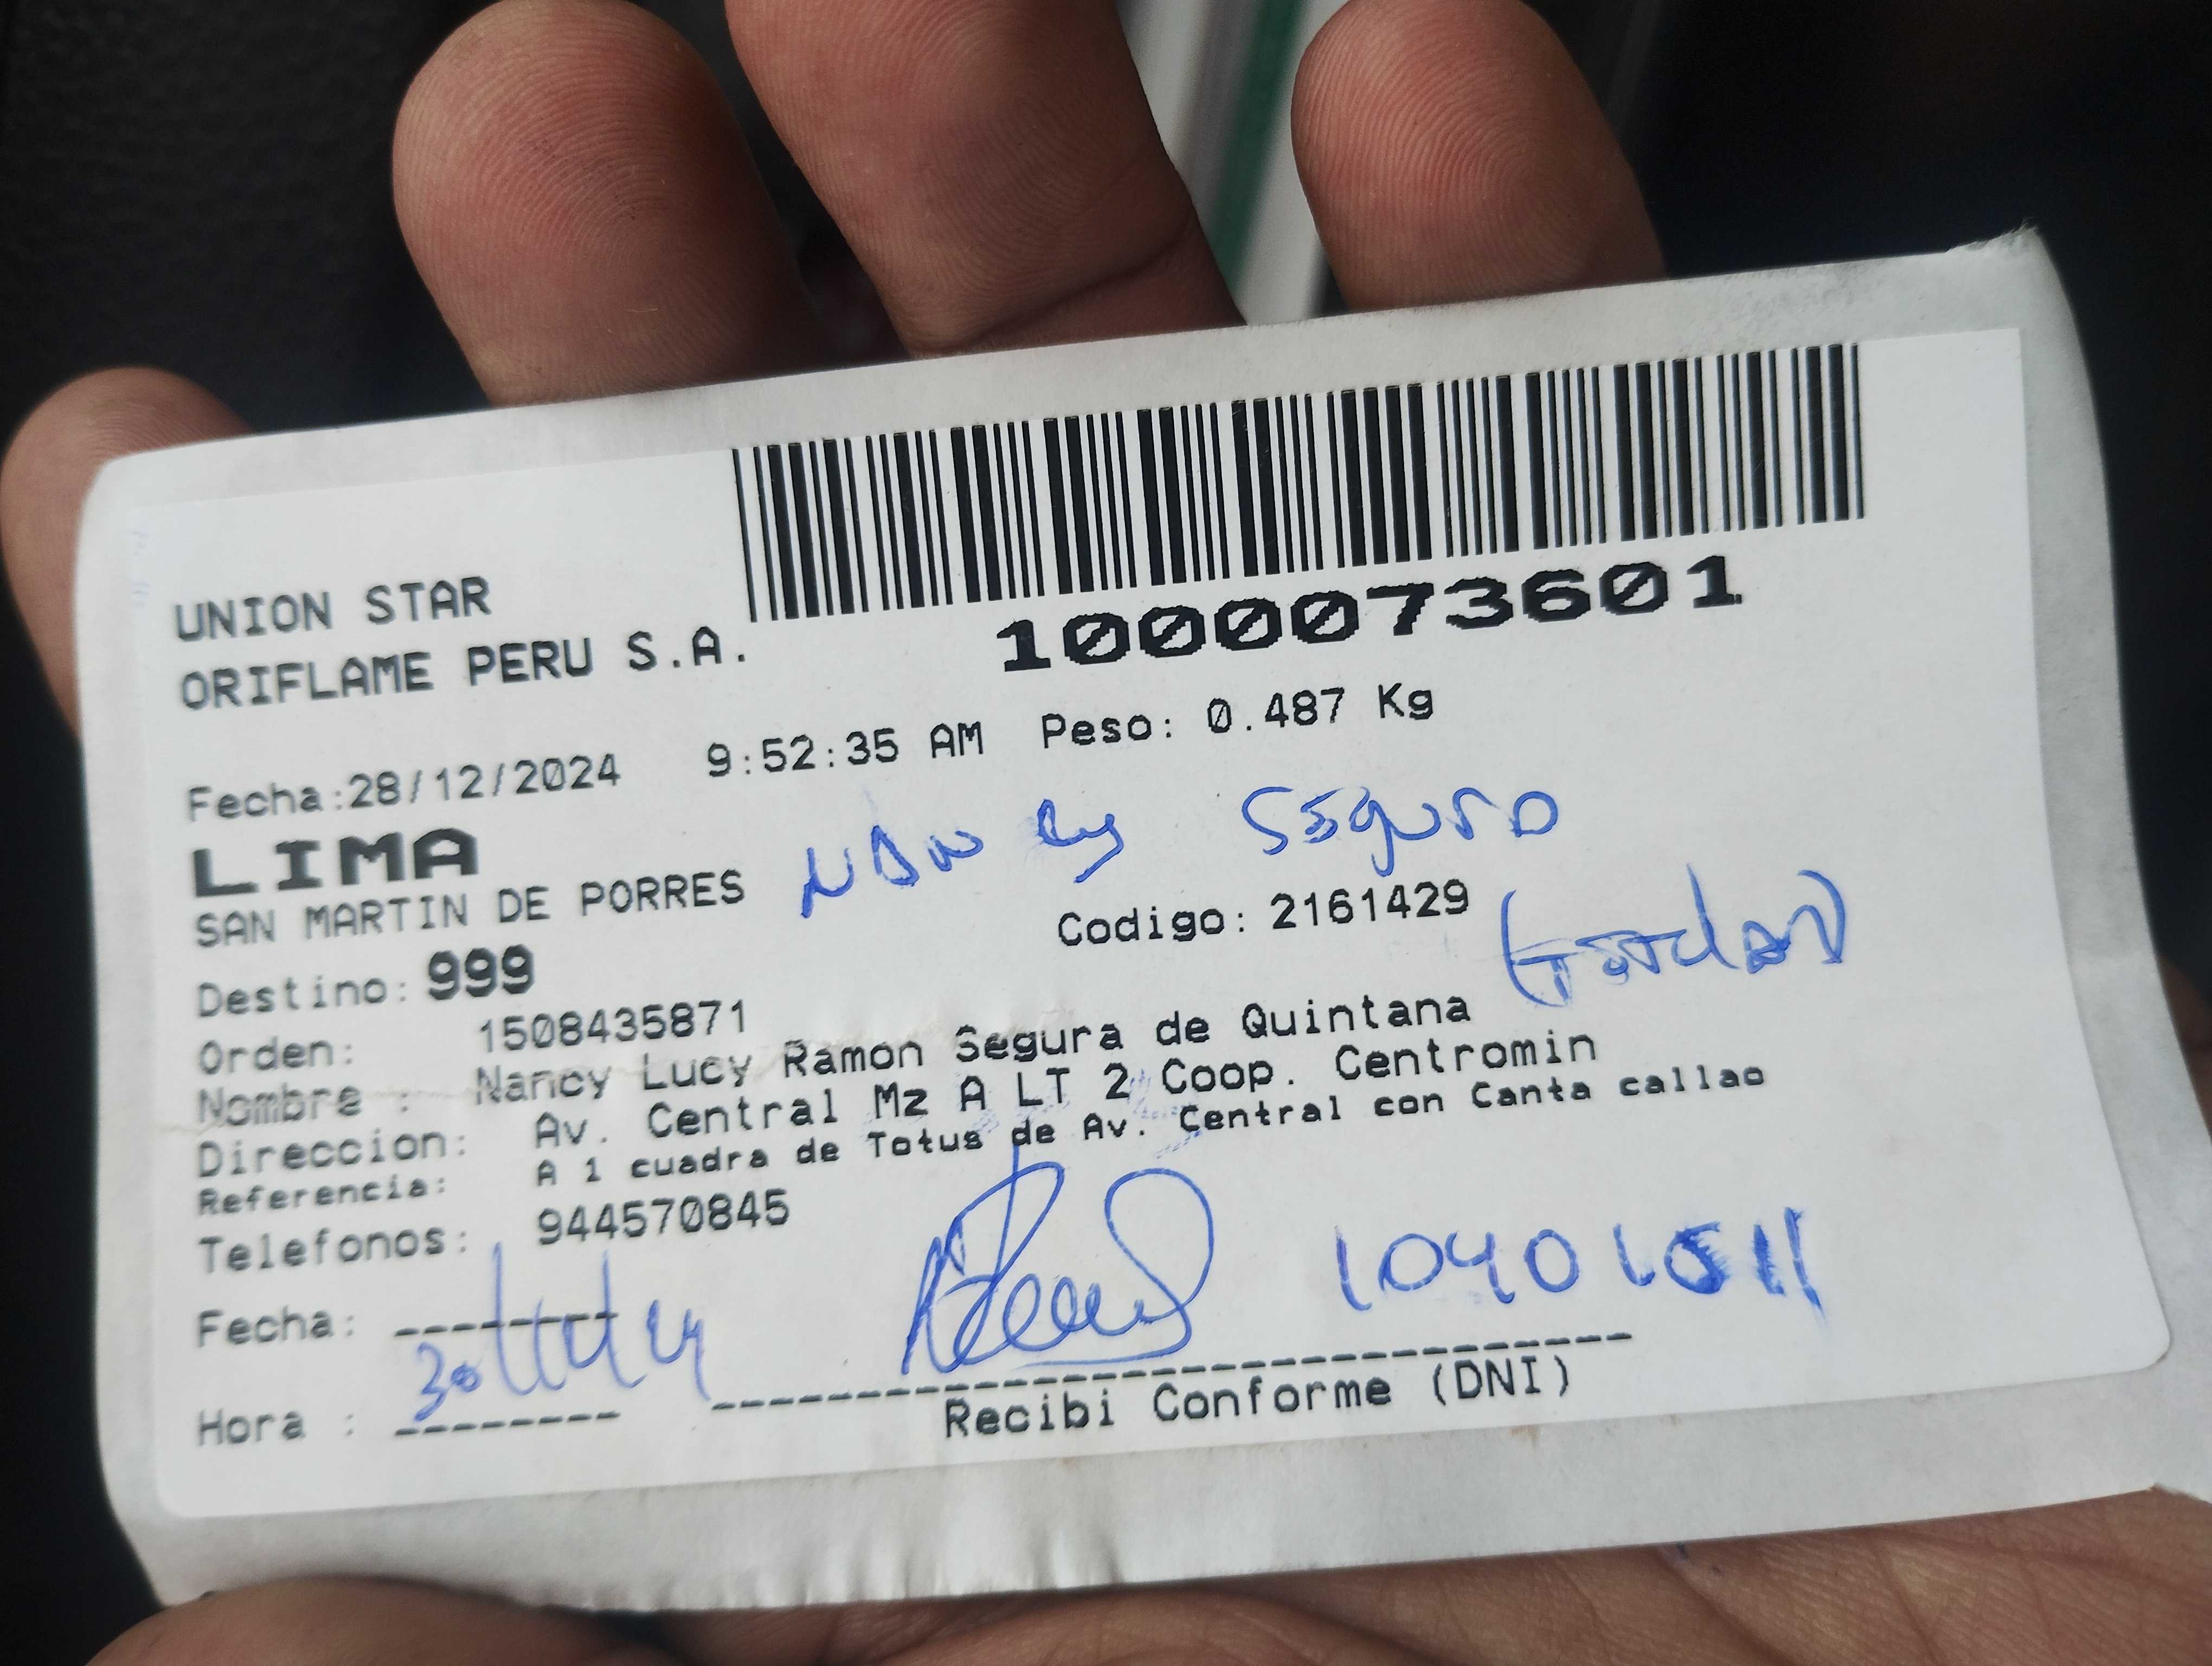 UNION STAR
ORIFLAME PERU S.A.
1000073601
Fecha:28/12/2024 9:52:35 AM Peso: 0.487 Kg
LIMA
SAN MARTIN DE PORRES
Nancy Seguro
Destino: 999
Codigo: 2161429
Orden: 1508435871
Nombre : Nancy Lucy Ramon Segura de Quintana
Direccion: Av. Central Mz A LT 2 Coop. Centromin
Referencia: A 1 cuadra de Totus de Av. Central con Canta callao
Telefonos: 944570845
Fecha:
Hora :
Recibi Conforme (DNI)